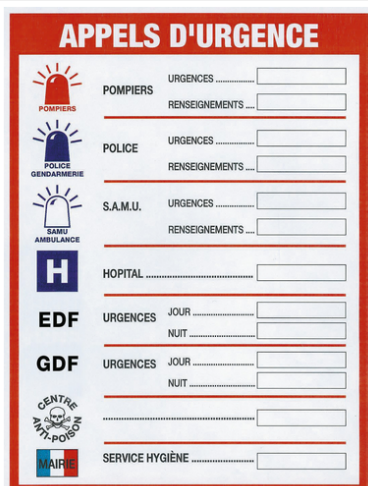 APPELS D'URGENCE
POMPIERS
POMPIERS
URGENCES ................
RENSEIGNEMENTS ....
POLICE
GENDARMERIE
POLICE
URGENCES ................
RENSEIGNEMENTS ....
SAMU
AMBULANCE
S.A.M.U.
URGENCES ................
RENSEIGNEMENTS ....
H
HOPITAL ............................................
EDF
URGENCES
JOUR ...........................
NUIT ...........................
GDF
URGENCES
JOUR ...........................
NUIT ...........................
CENTRE
ANTI-POISON
............................................................
MAIRIE
SERVICE HYGIÈNE .........................